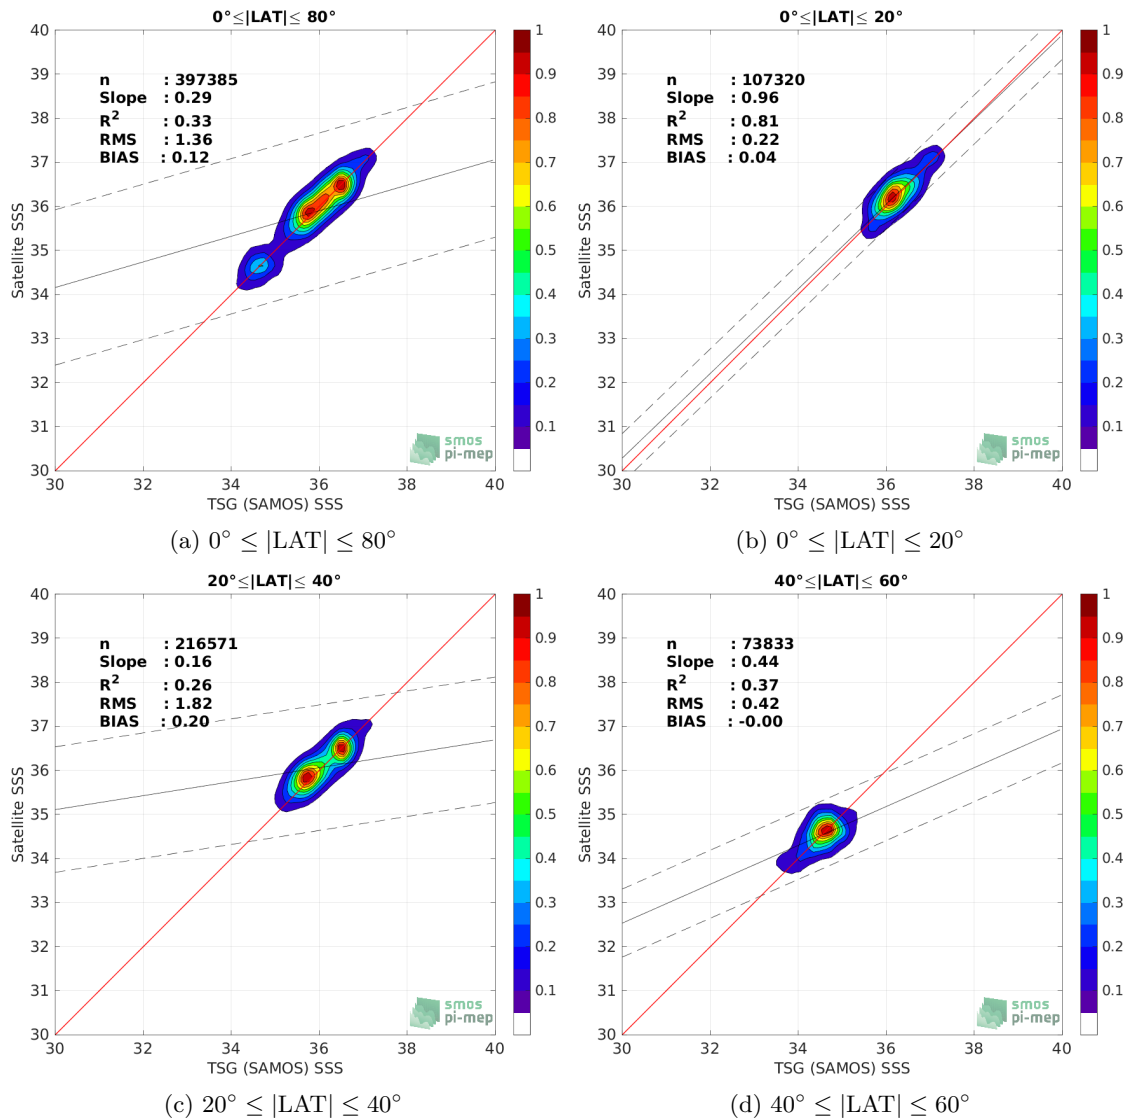 0°≤|LAT|≤ 80°
n : 397385
Slope : 0.29
R² : 0.33
RMS : 1.36
BIAS : 0.12
40
39
38
37
36
35
34
33
32
31
30
Satellite SSS
30 32 34 36 38 40
TSG (SAMOS) SSS
1
0.9
0.8
0.7
0.6
0.5
0.4
0.3
0.2
0.1
smos
pi-mep
(a) 0° ≤ |LAT| ≤ 80°
0°≤|LAT|≤ 20°
n : 107320
Slope : 0.96
R² : 0.81
RMS : 0.22
BIAS : 0.04
40
39
38
37
36
35
34
33
32
31
30
Satellite SSS
30 32 34 36 38 40
TSG (SAMOS) SSS
1
0.9
0.8
0.7
0.6
0.5
0.4
0.3
0.2
0.1
smos
pi-mep
(b) 0° ≤ |LAT| ≤ 20°
20°≤|LAT|≤ 40°
n : 216571
Slope : 0.16
R² : 0.26
RMS : 1.82
BIAS : 0.20
40
39
38
37
36
35
34
33
32
31
30
Satellite SSS
30 32 34 36 38 40
TSG (SAMOS) SSS
1
0.9
0.8
0.7
0.6
0.5
0.4
0.3
0.2
0.1
smos
pi-mep
(c) 20° ≤ |LAT| ≤ 40°
40°≤|LAT|≤ 60°
n : 73833
Slope : 0.44
R² : 0.37
RMS : 0.42
BIAS : -0.00
40
39
38
37
36
35
34
33
32
31
30
Satellite SSS
30 32 34 36 38 40
TSG (SAMOS) SSS
1
0.9
0.8
0.7
0.6
0.5
0.4
0.3
0.2
0.1
smos
pi-mep
(d) 40° ≤ |LAT| ≤ 60°